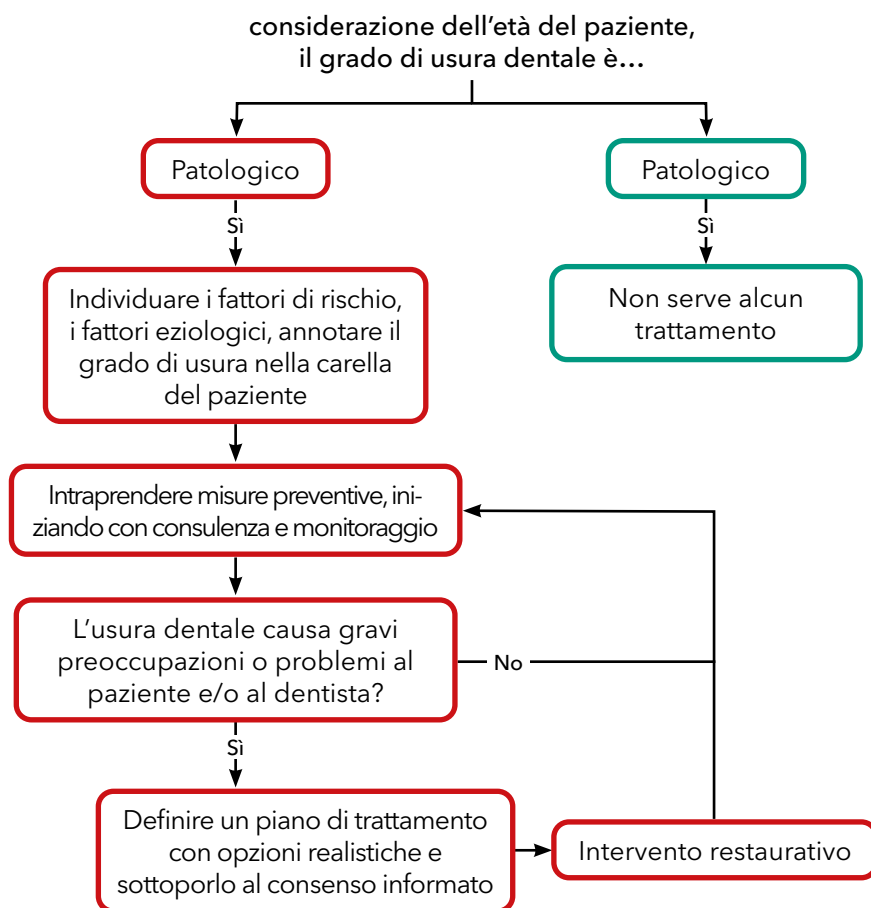 considerazione dell'età del paziente,
il grado di usura dentale è…
Patologico
Patologico
Sì
Sì
Individuare i fattori di rischio,
i fattori eziologici, annotare il
grado di usura nella carella
del paziente
Non serve alcun
trattamento
Intraprendere misure preventive, ini-
ziando con consulenza e monitoraggio
L'usura dentale causa gravi
preoccupazioni o problemi al
paziente e/o al dentista?
No
Sì
Definire un piano di trattamento
con opzioni realistiche e
sottoporlo al consenso informato
Intervento restaurativo